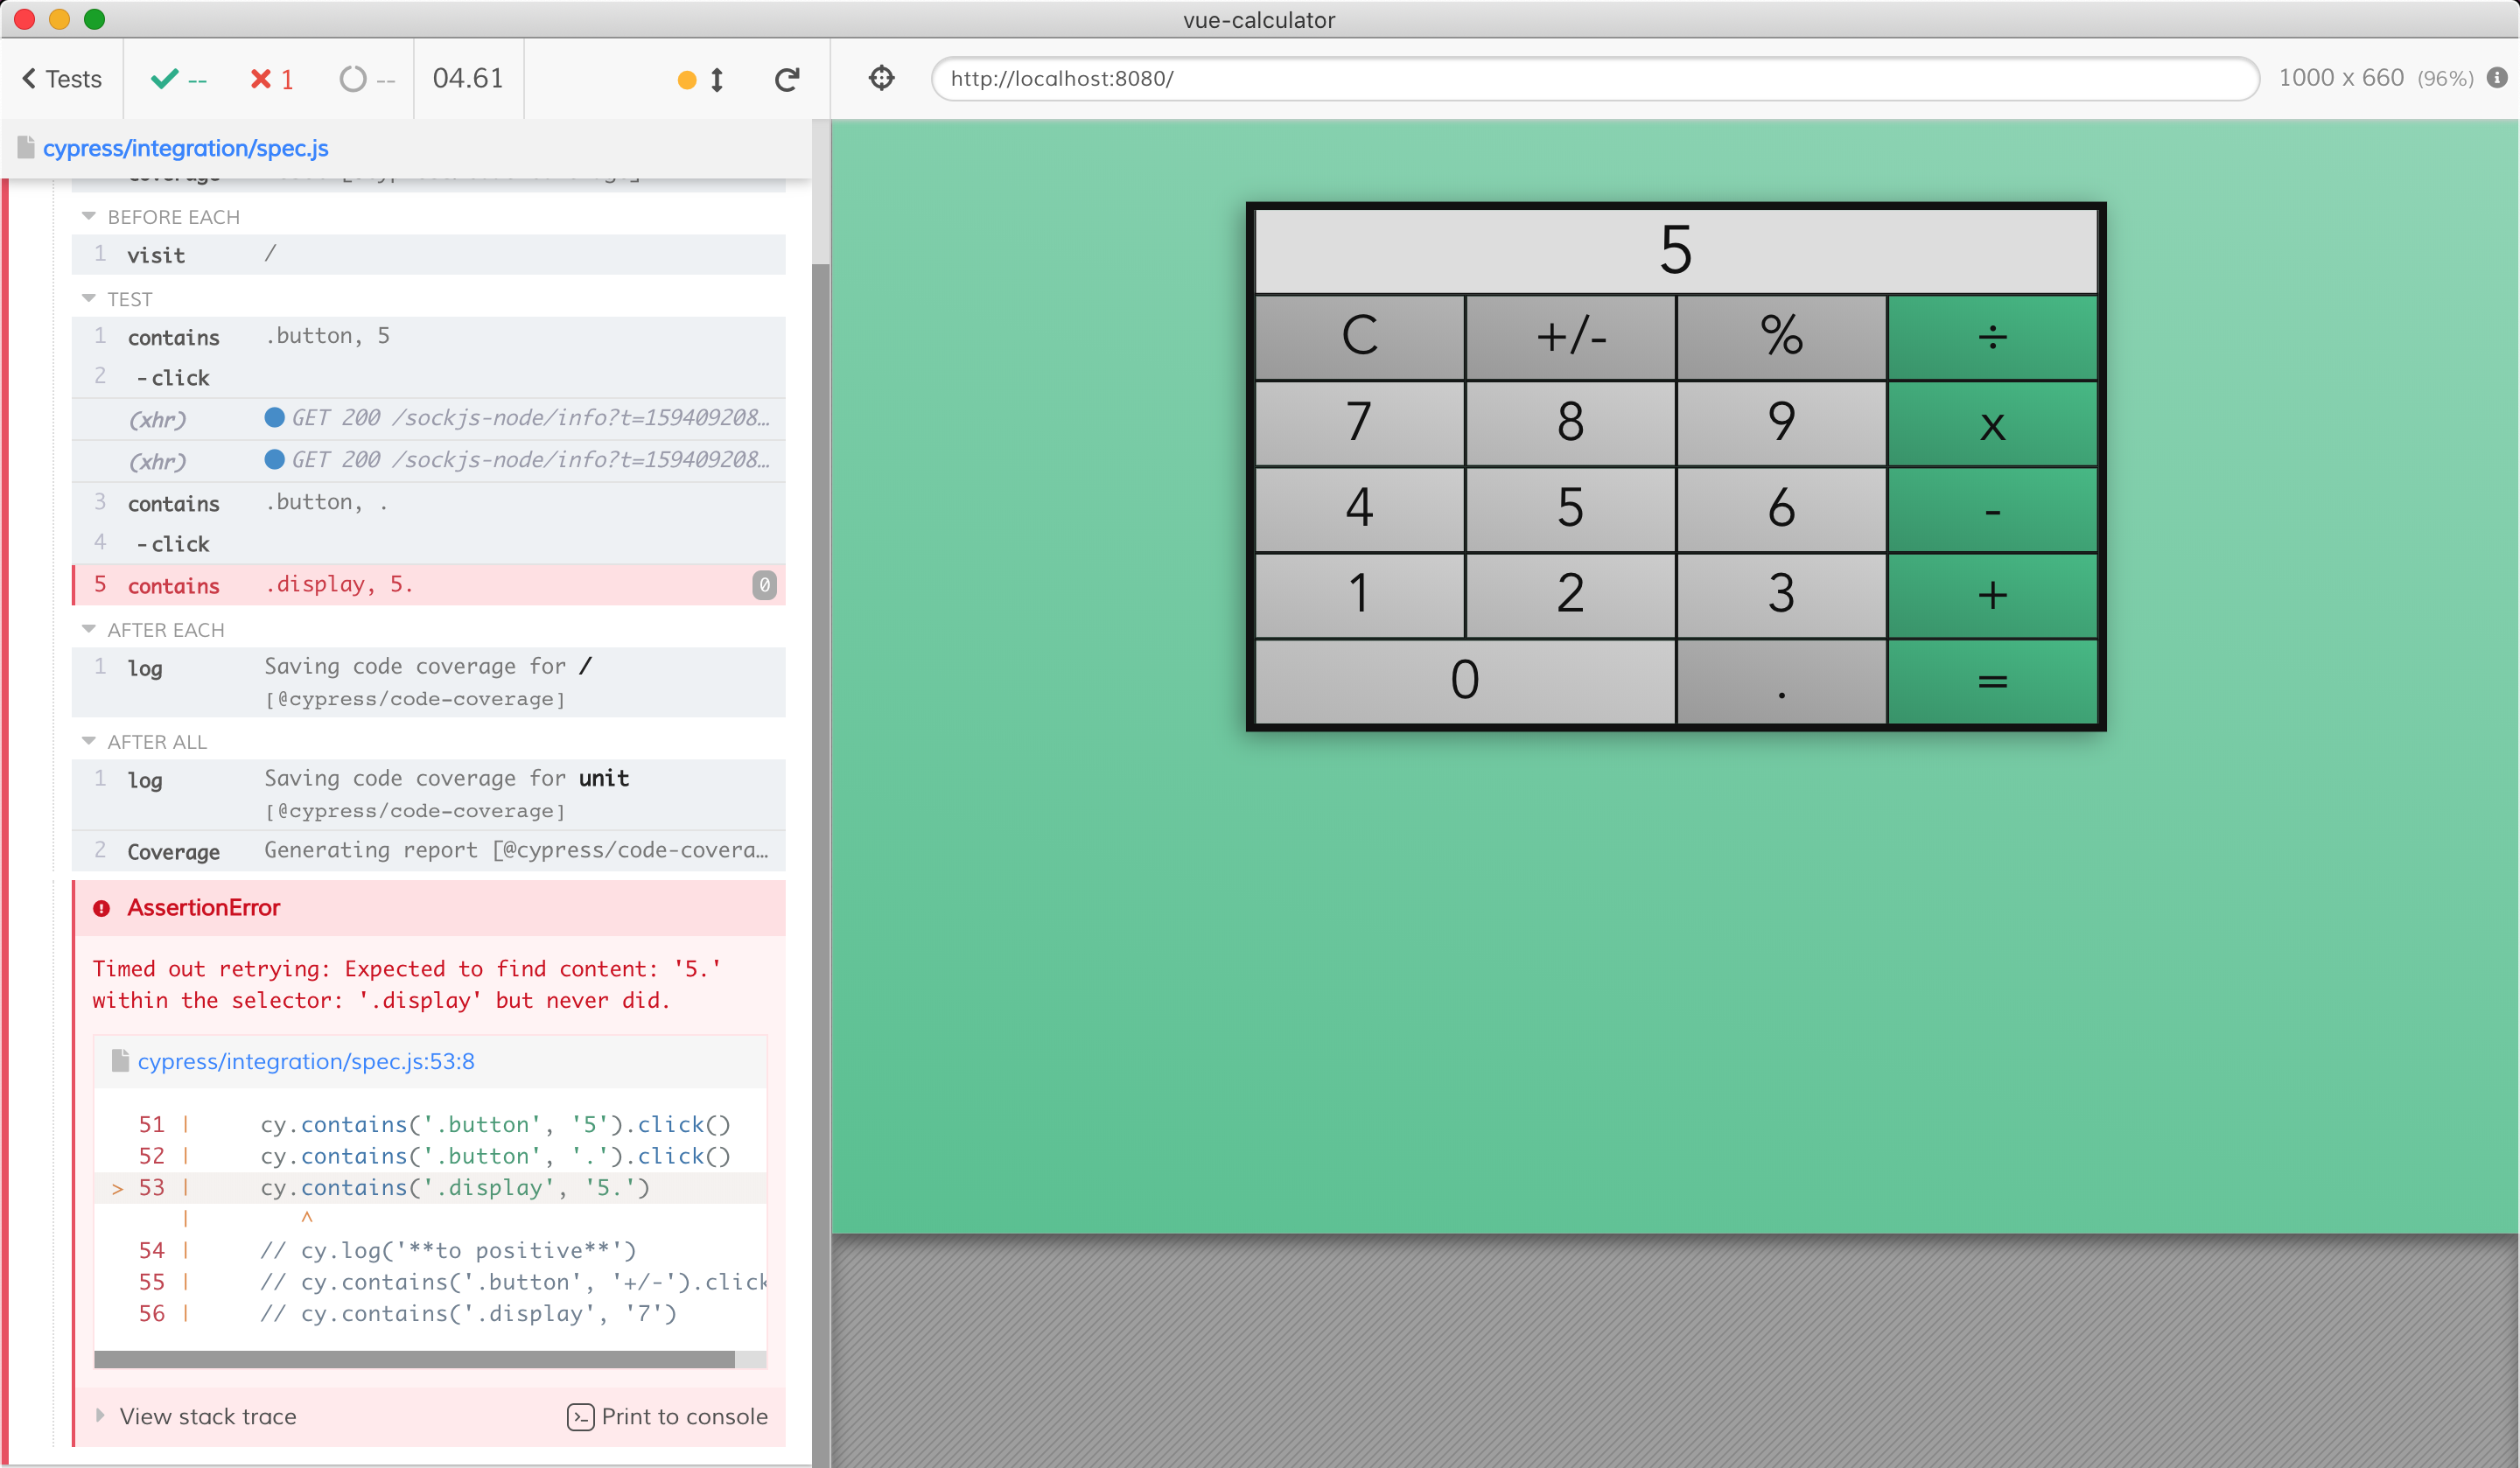 vue-calculator
Tests -- 1 -- 04.61
http://localhost:8080/ 1000 x 660 (96%)
cypress/integration/spec.js
BEFORE EACH
1 visit /
TEST
1 contains .button, 5
2 -click
(xhr) GET 200 /sockjs-node/info?t=159409208…
(xhr) GET 200 /sockjs-node/info?t=159409208…
3 contains .button, .
4 -click
5 contains .display, 5. 0
AFTER EACH
1 log Saving code coverage for /
[@cypress/code-coverage]
AFTER ALL
1 log Saving code coverage for unit
[@cypress/code-coverage]
2 Coverage Generating report [@cypress/code-covera…
AssertionError
Timed out retrying: Expected to find content: '5.'
within the selector: '.display' but never did.
cypress/integration/spec.js:53:8
51 | cy.contains('.button', '5').click()
52 | cy.contains('.button', '.').click()
> 53 | cy.contains('.display', '5.')
| ^
54 | // cy.log('**to positive**')
55 | // cy.contains('.button', '+/-').click
56 | // cy.contains('.display', '7')
View stack trace Print to console
5
C +/- % ÷
7 8 9 x
4 5 6 -
1 2 3 +
0 . =